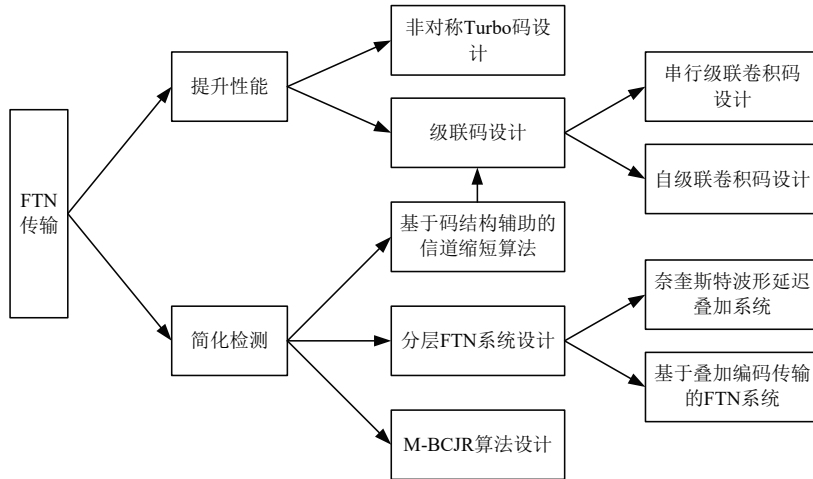 FTN
传输
提升性能
简化检测
非对称Turbo码设
计
级联码设计
基于码结构辅助的
信道缩短算法
分层FTN系统设计
M-BCJR算法设计
串行级联卷积码
设计
自级联卷积码设计
奈奎斯特波形延迟
叠加系统
基于叠加编码传输
的FTN系统